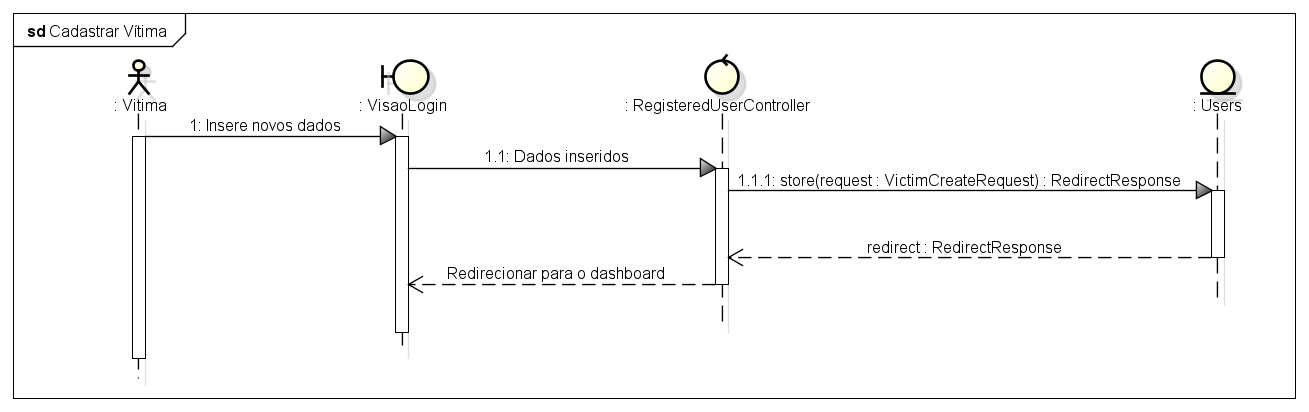 sd Cadastrar Vítima
: Vitima
: VisaoLogin
: RegisteredUserController
: Users
1: Insere novos dados
1.1: Dados inseridos
1.1.1: store(request : VictimCreateRequest) : RedirectResponse
redirect : RedirectResponse
Redirecionar para o dashboard